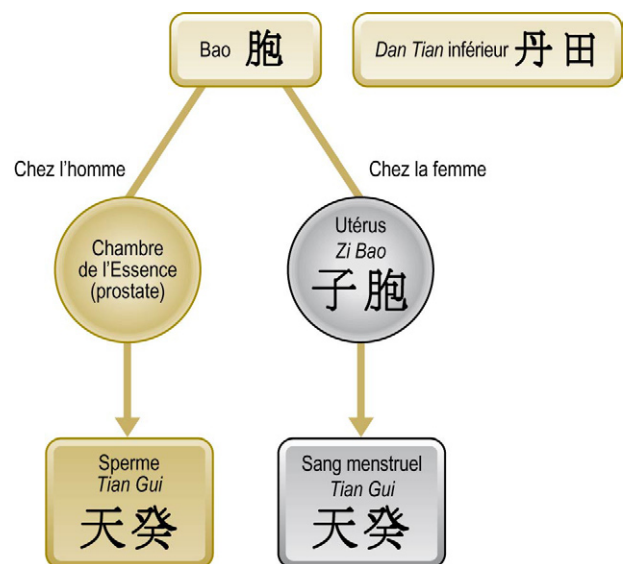 Bao 胞
Dan Tian inférieur 丹田
Chez l’homme
Chez la femme
Chambre
de l’Essence
(prostate)
Utérus
Zi Bao
子胞
Sperme
Tian Gui
天癸
Sang menstruel
Tian Gui
天癸